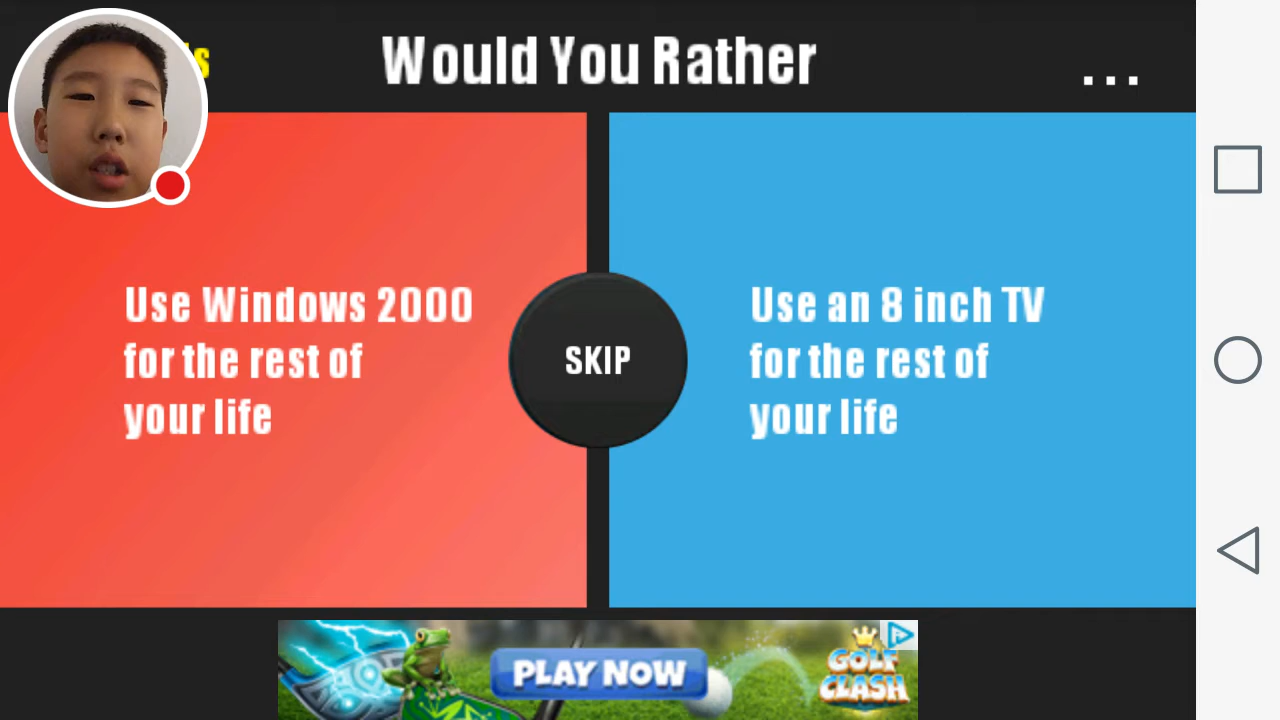 Would You Rather
...
Use Windows 2000
for the rest of
your life
SKIP
Use an 8 inch TV
for the rest of
your life
PLAY NOW
GOLF
CLASH